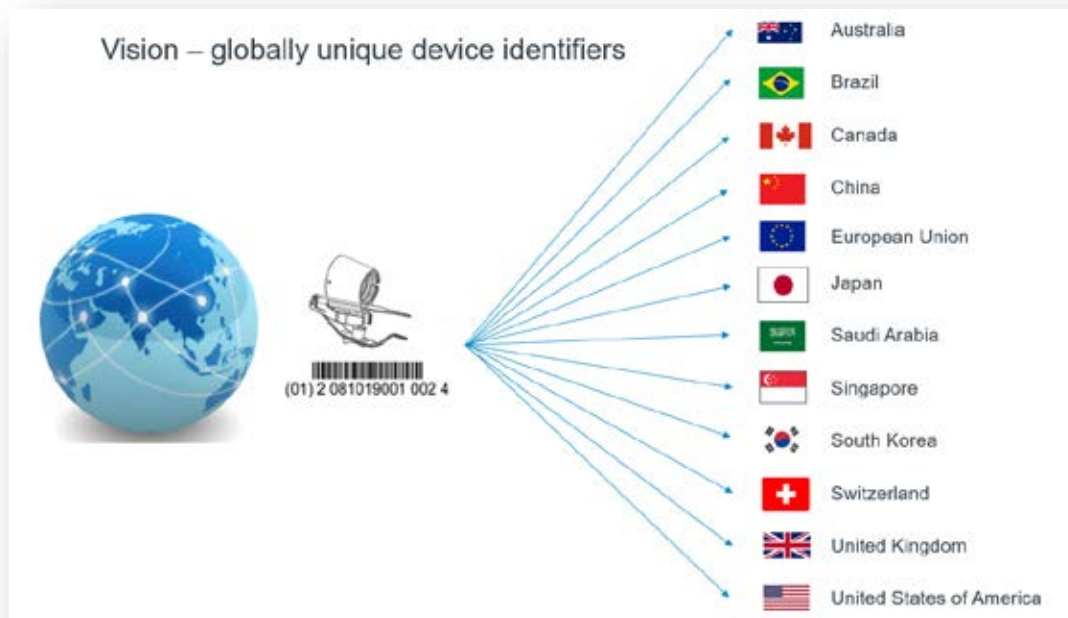 Vision – globally unique device identifiers
(01) 2 081019001 002 4
Australia
Brazil
Canada
China
European Union
Japan
Saudi Arabia
Singapore
South Korea
Switzerland
United Kingdom
United States of America